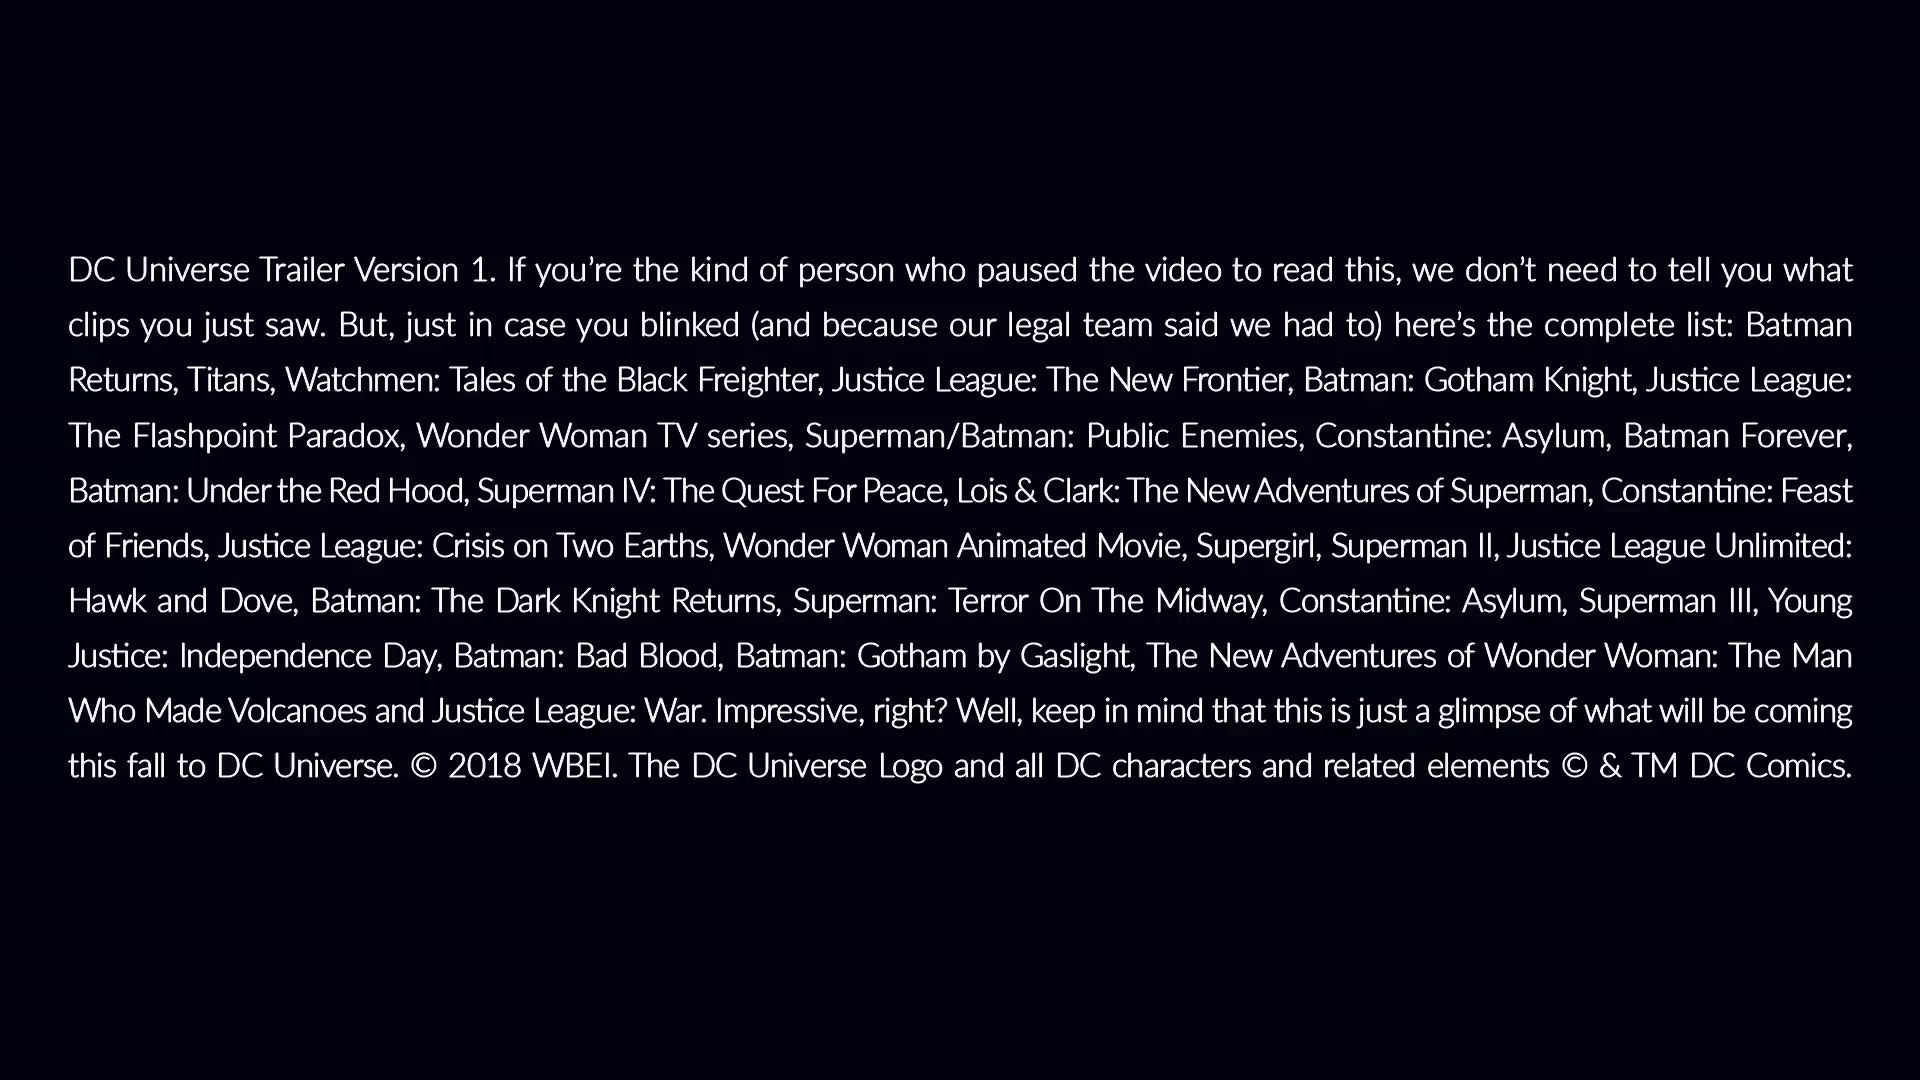 DC Universe Trailer Version 1. If you’re the kind of person who paused the video to read this, we don’t need to tell you what
clips you just saw. But, just in case you blinked (and because our legal team said we had to) here’s the complete list: Batman
Returns, Titans, Watchmen: Tales of the Black Freighter, Justice League: The New Frontier, Batman: Gotham Knight, Justice League:
The Flashpoint Paradox, Wonder Woman TV series, Superman/Batman: Public Enemies, Constantine: Asylum, Batman Forever,
Batman: Under the Red Hood, Superman IV: The Quest For Peace, Lois & Clark: The New Adventures of Superman, Constantine: Feast
of Friends, Justice League: Crisis on Two Earths, Wonder Woman Animated Movie, Supergirl, Superman II, Justice League Unlimited:
Hawk and Dove, Batman: The Dark Knight Returns, Superman: Terror On The Midway, Constantine: Asylum, Superman III, Young
Justice: Independence Day, Batman: Bad Blood, Batman: Gotham by Gaslight, The New Adventures of Wonder Woman: The Man
Who Made Volcanoes and Justice League: War. Impressive, right? Well, keep in mind that this is just a glimpse of what will be coming
this fall to DC Universe. © 2018 WBEI. The DC Universe Logo and all DC characters and related elements © & TM DC Comics.